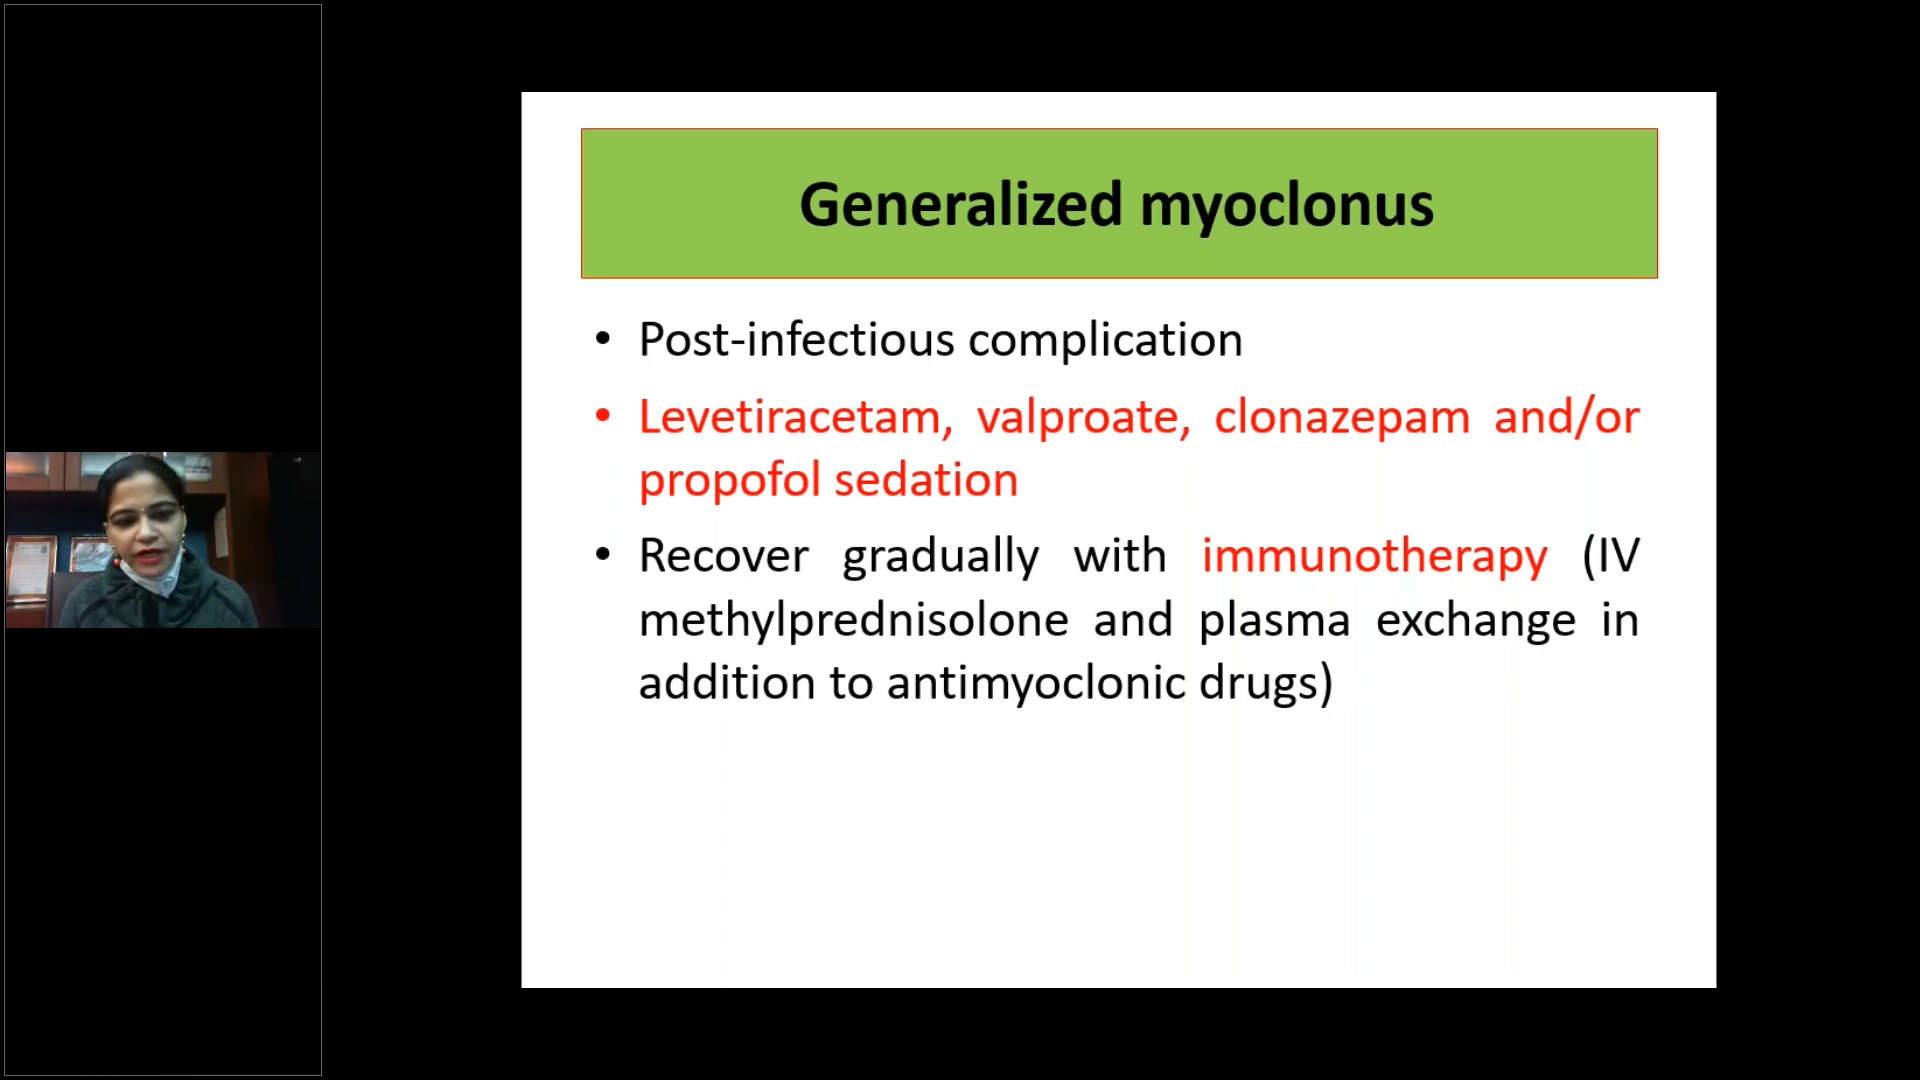 Generalized myoclonus
• Post-infectious complication
• Levetiracetam, valproate, clonazepam and/or
propofol sedation
• Recover gradually with immunotherapy (IV
methylprednisolone and plasma exchange in
addition to antimyoclonic drugs)